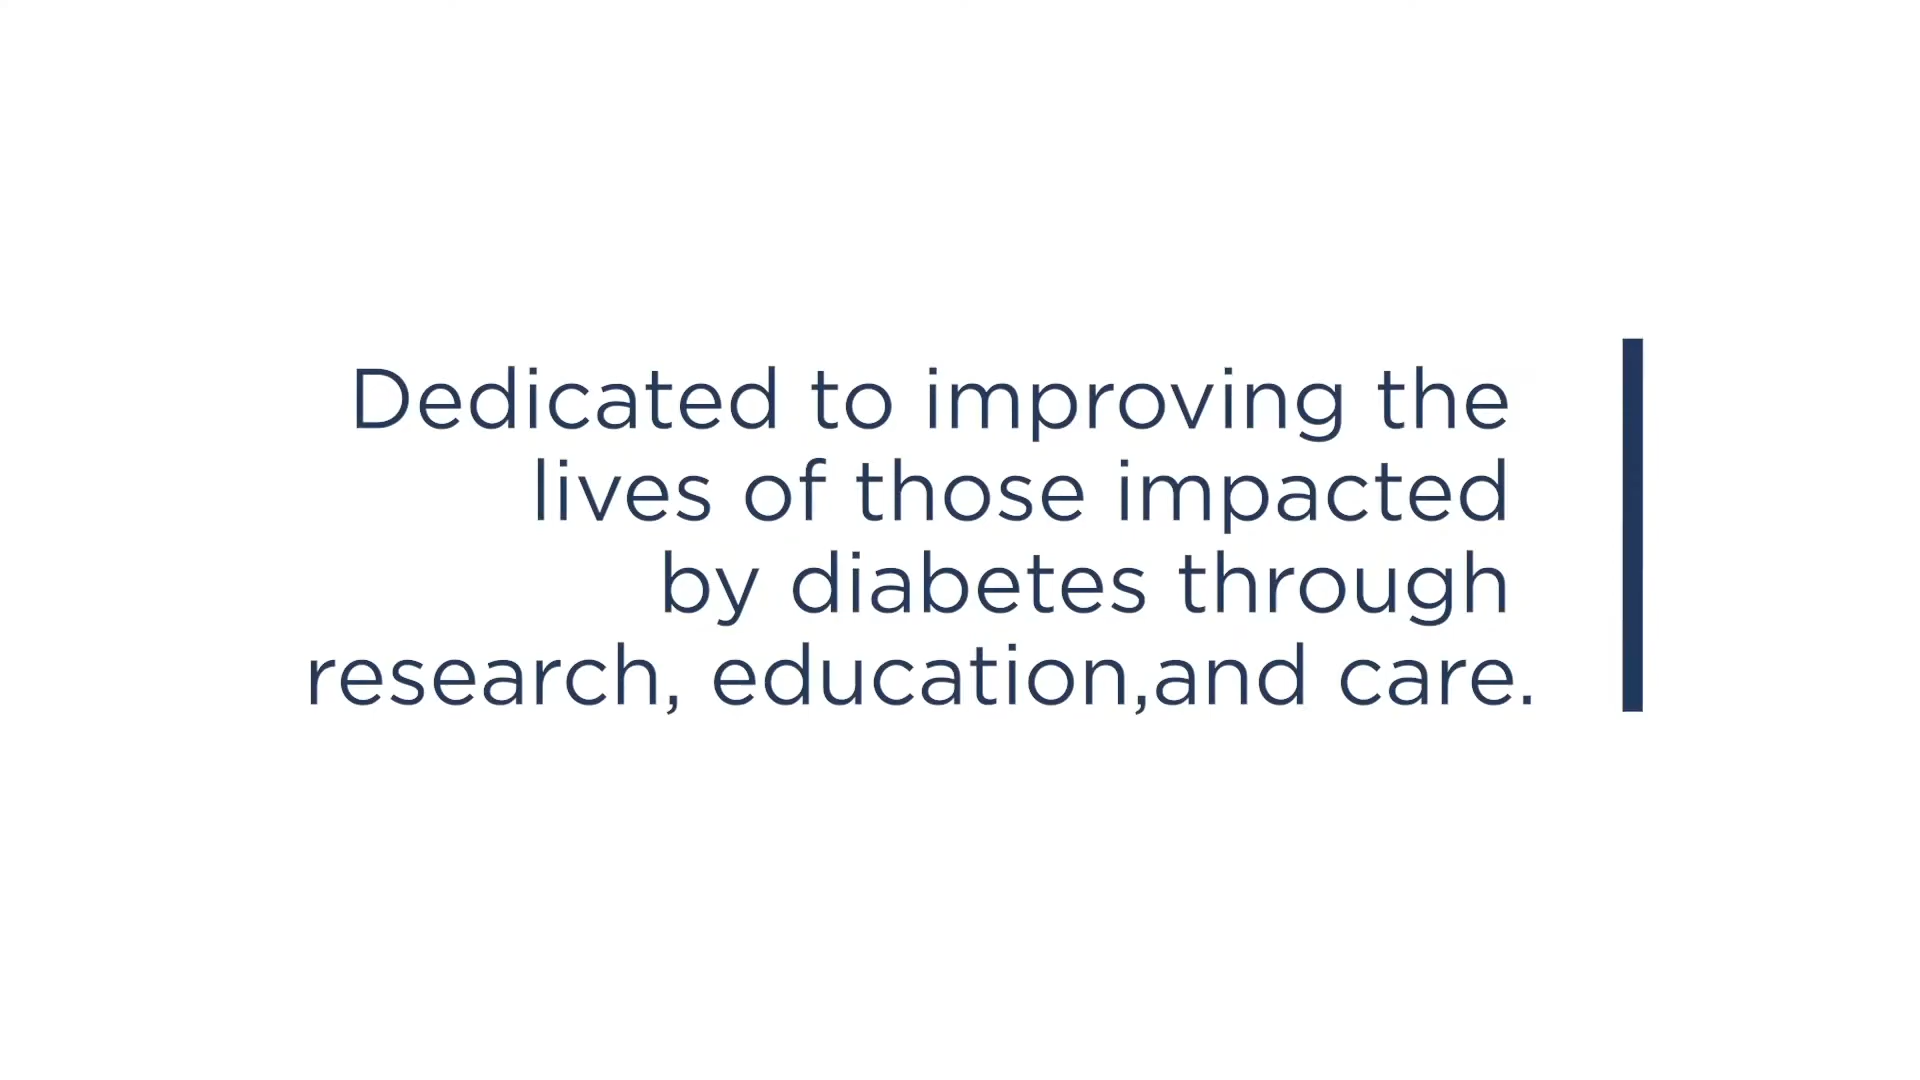 Dedicated to improving the
lives of those impacted
by diabetes through
research, education,and care.